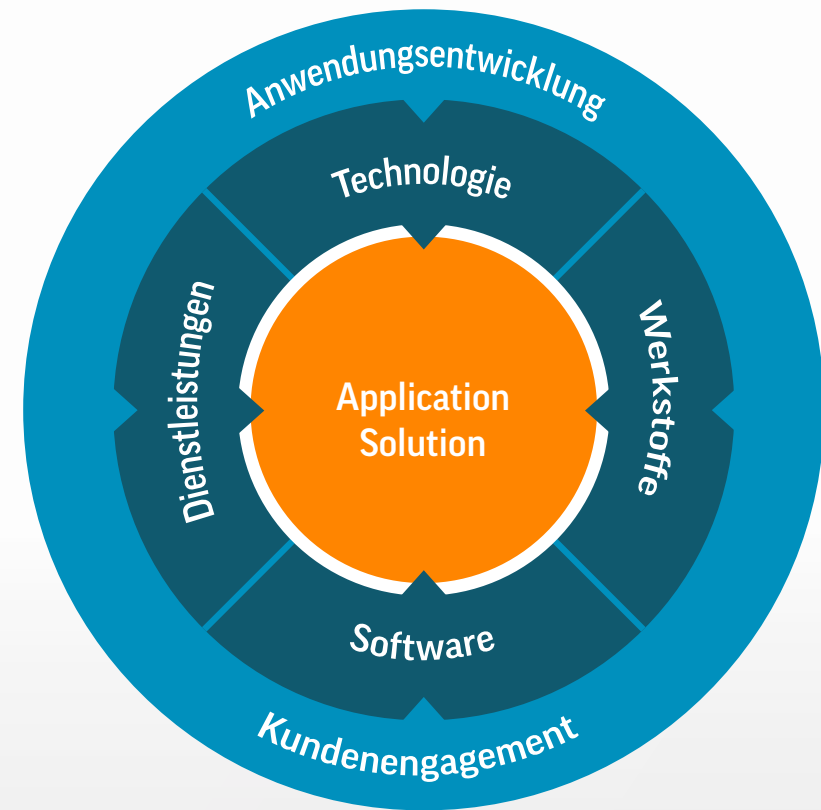 Anwendungsentwicklung
Technologie
Dienstleistungen
Werkstoffe
Application
Solution
Software
Kundenengagement